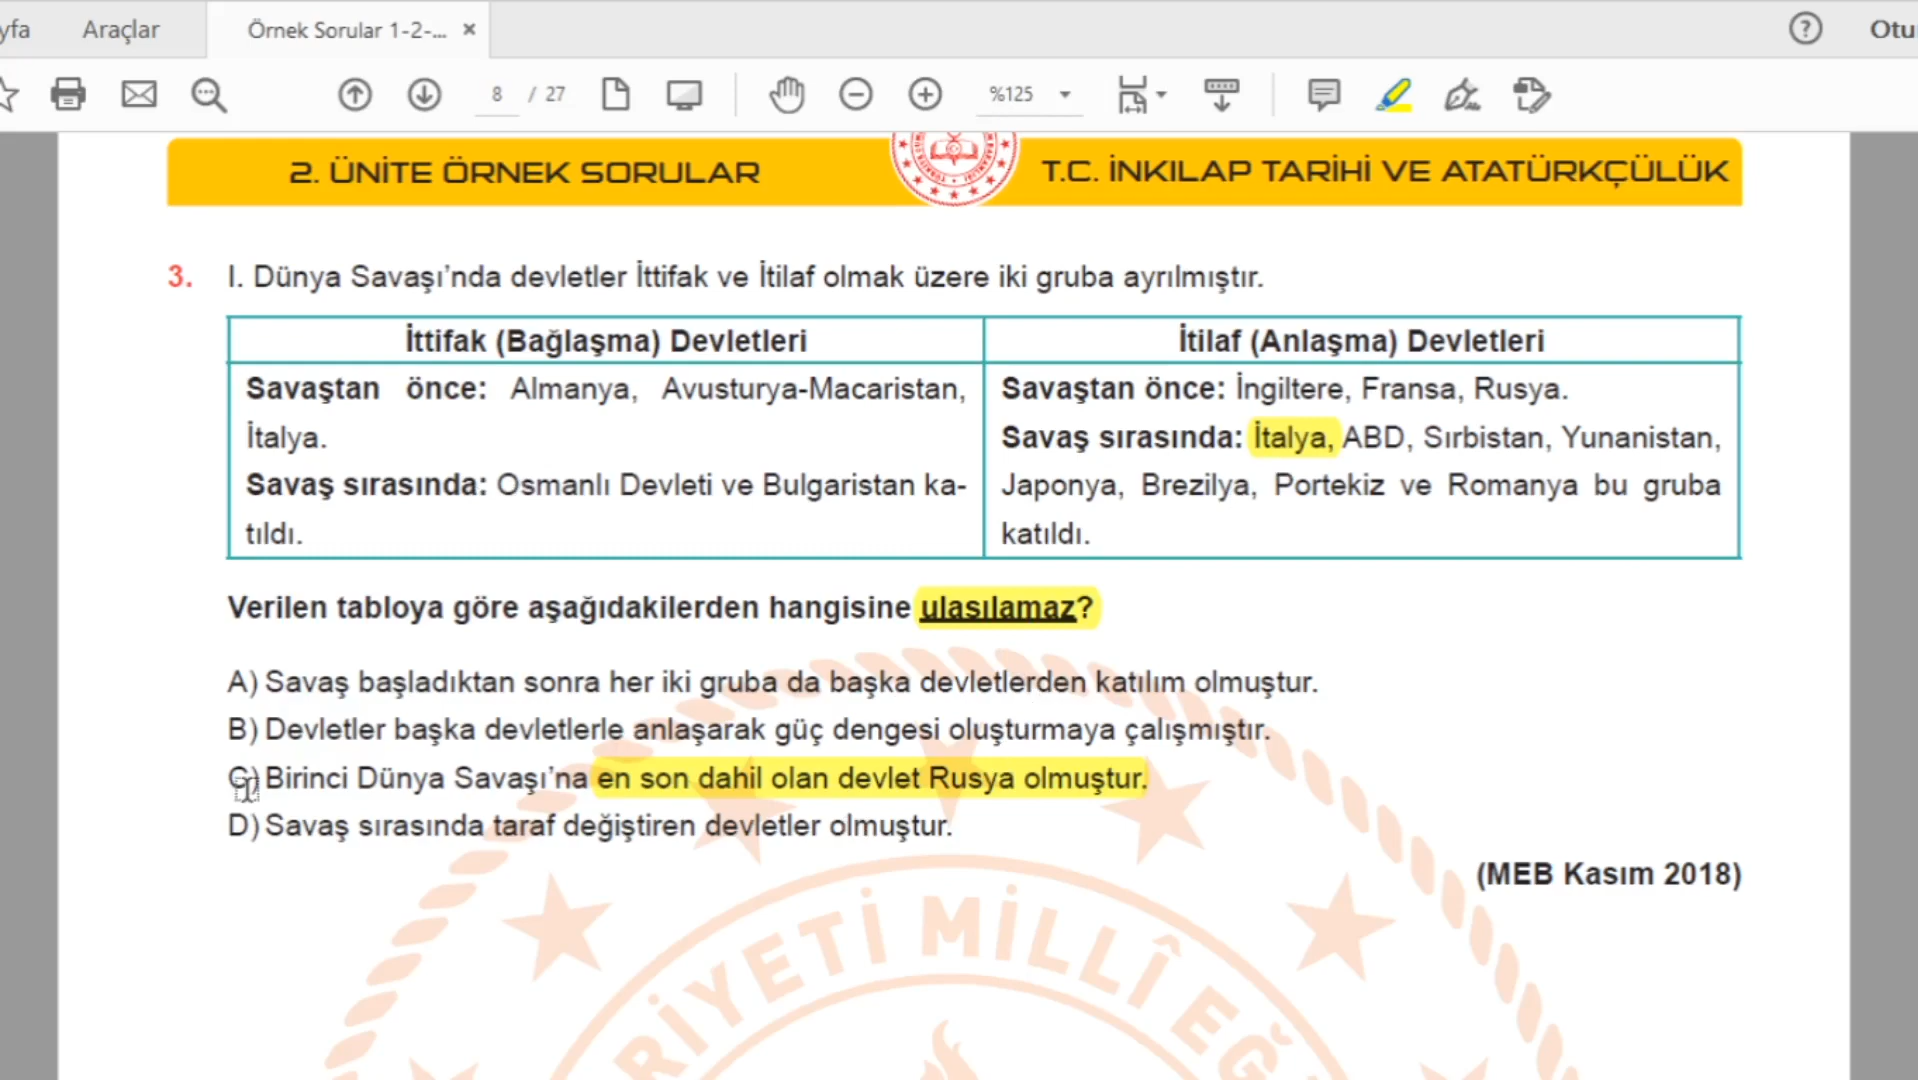 yfa Araçlar Örnek Sorular 1-2-... × ? Otu
8 / 27 %125
2. ÜNİTE ÖRNEK SORULAR T.C. İNKILAP TARİHİ VE ATATÜRKÇÜLÜK
3. I. Dünya Savaşı’nda devletler İttifak ve İtilaf olmak üzere iki gruba ayrılmıştır.
İttifak (Bağlaşma) Devletleri
Savaştan önce: Almanya, Avusturya-Macaristan,
İtalya.
Savaş sırasında: Osmanlı Devleti ve Bulgaristan ka-
tıldı.
İtilaf (Anlaşma) Devletleri
Savaştan önce: İngiltere, Fransa, Rusya.
Savaş sırasında: İtalya, ABD, Sırbistan, Yunanistan,
Japonya, Brezilya, Portekiz ve Romanya bu gruba
katıldı.
Verilen tabloya göre aşağıdakilerden hangisine ulaşılamaz?
A) Savaş başladıktan sonra her iki gruba da başka devletlerden katılım olmuştur.
B) Devletler başka devletlerle anlaşarak güç dengesi oluşturmaya çalışmıştır.
C) Birinci Dünya Savaşı’na en son dahil olan devlet Rusya olmuştur.
D) Savaş sırasında taraf değiştiren devletler olmuştur.
(MEB Kasım 2018)
RİYETİ MİLLÎ EĞ